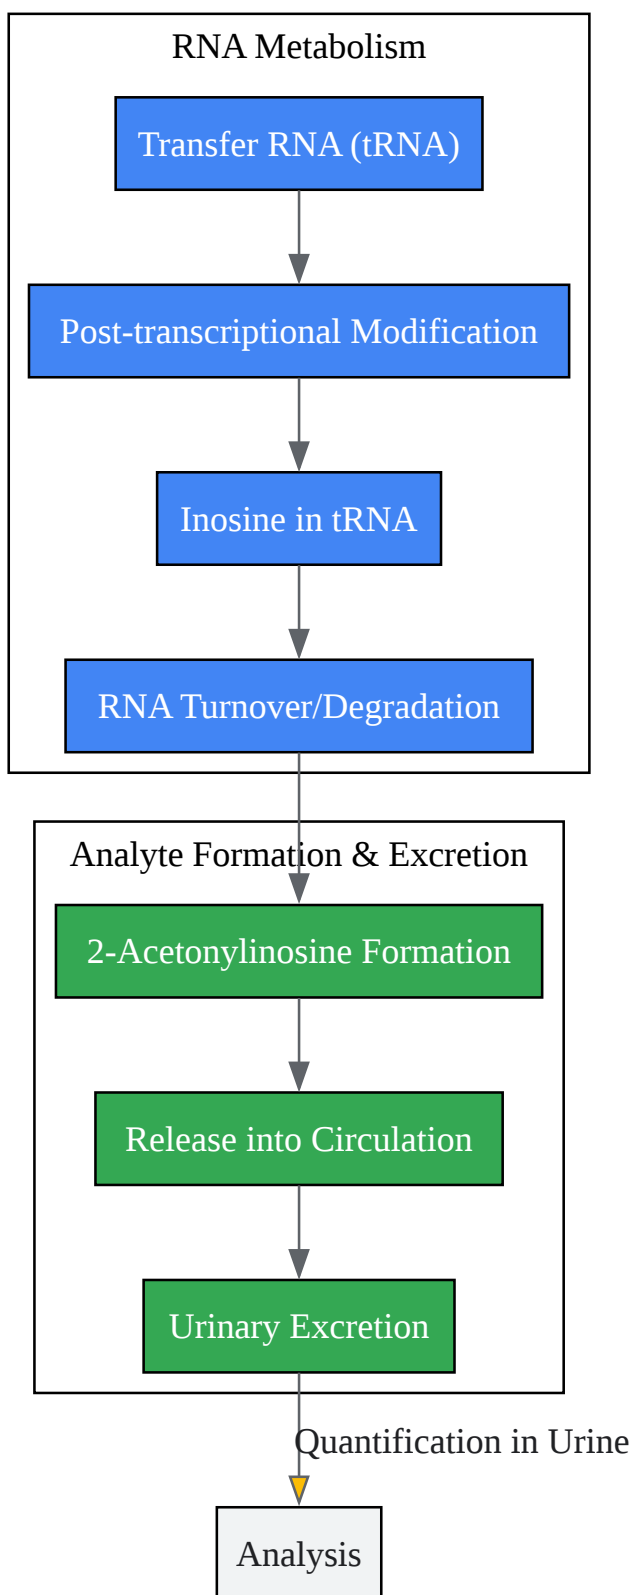 RNA Metabolism
Transfer RNA (tRNA)
Post-transcriptional Modification
Inosine in tRNA
RNA Turnover/Degradation
Analyte Formation & Excretion
2-Acetonylinosine Formation
Release into Circulation
Urinary Excretion
Quantification in Urine
Analysis